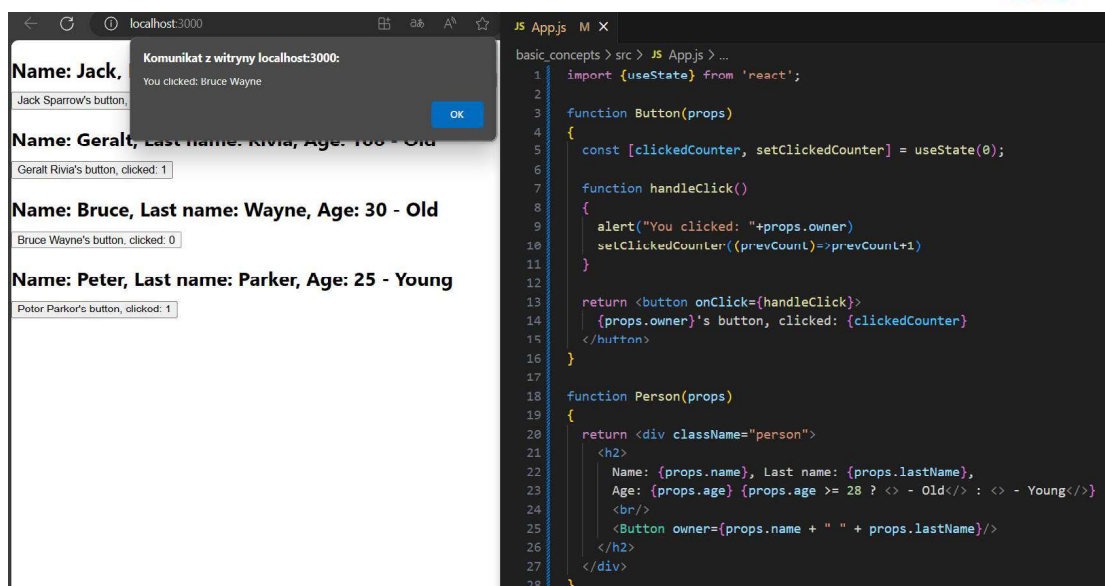 localhost:3000
Komunikat z witryny localhost:3000:
You clicked: Bruce Wayne
OK
Name: Jack,
Jack Sparrow's button,
Name: Geralt, Last name: Rivia, Age: 108 - Old
Geralt Rivia's button, clicked: 1
Name: Bruce, Last name: Wayne, Age: 30 - Old
Bruce Wayne's button, clicked: 0
Name: Peter, Last name: Parker, Age: 25 - Young
Peter Parker's button, clicked: 1
JS App.js M X
basic_concepts > src > JS App.js > ...
1 import {useState} from 'react';
2
3 function Button(props)
4 {
5 const [clickedCounter, setClickedCounter] = useState(0);
6
7 function handleClick()
8 {
9 alert("You clicked: "+props.owner)
10 setClickedCounter((prevCount)=>prevCount+1)
11 }
12
13 return <button onClick={handleClick}>
14 {props.owner}'s button, clicked: {clickedCounter}
15 </button>
16 }
17
18 function Person(props)
19 {
20 return <div className="person">
21 <h2>
22 Name: {props.name}, Last name: {props.lastName},
23 Age: {props.age} {props.age >= 28 ? <> - Old</> : <> - Young</>}
24 <br/>
25 <Button owner={props.name + " " + props.lastName}/>
26 </h2>
27 </div>
28 }